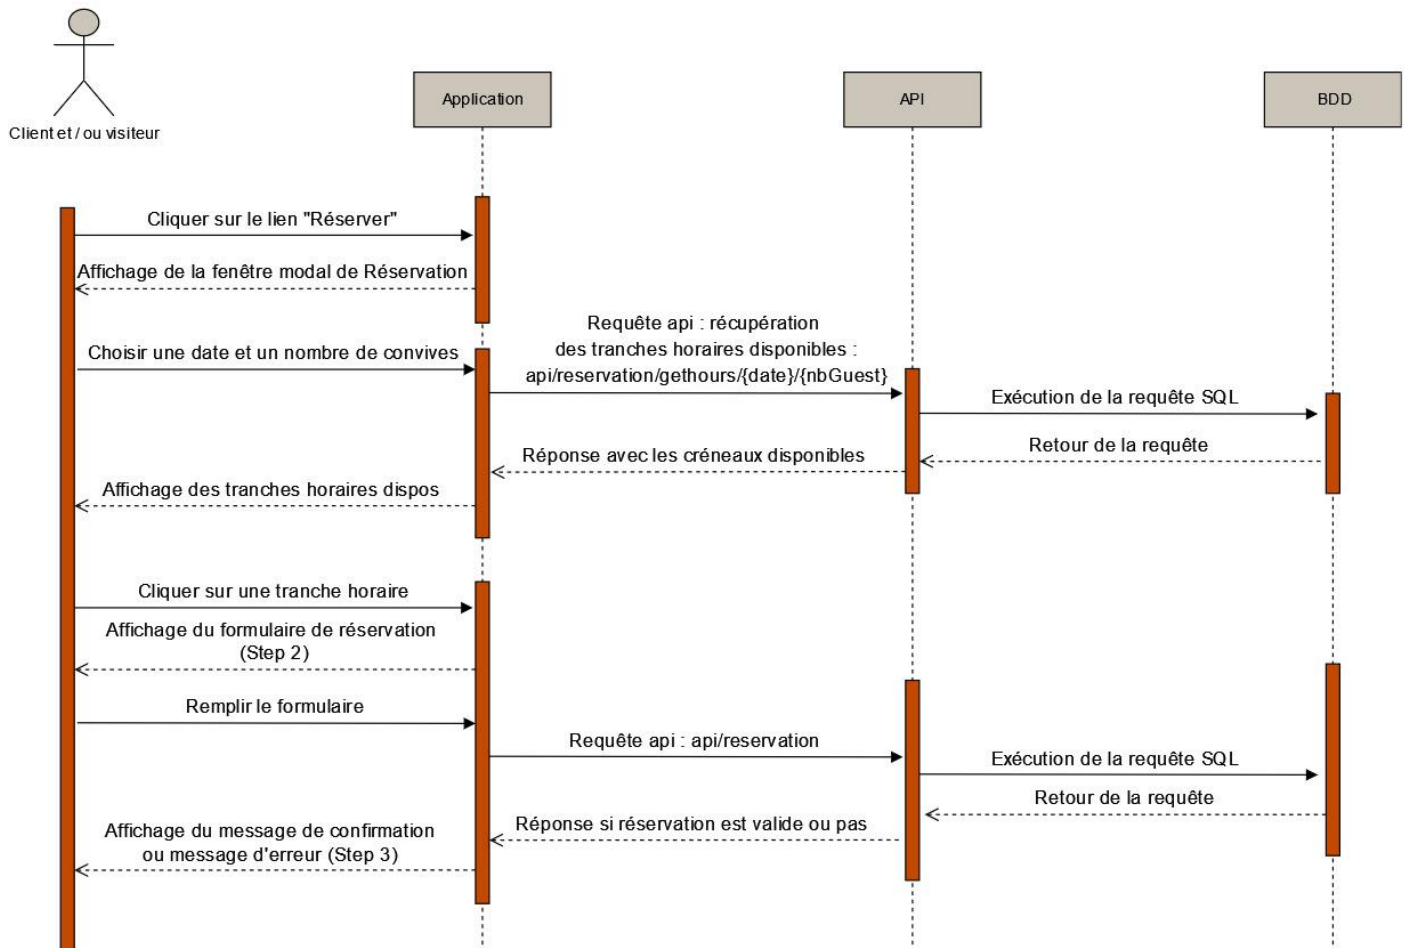 Client et / ou visiteur
Application
API
BDD
Cliquer sur le lien "Réserver"
Affichage de la fenêtre modal de Réservation
Choisir une date et un nombre de convives
Requête api : récupération
des tranches horaires disponibles :
api/reservation/gethours/{date}/{nbGuest}
Exécution de la requête SQL
Retour de la requête
Réponse avec les créneaux disponibles
Affichage des tranches horaires dispos
Cliquer sur une tranche horaire
Affichage du formulaire de réservation
(Step 2)
Remplir le formulaire
Requête api : api/reservation
Exécution de la requête SQL
Retour de la requête
Réponse si réservation est valide ou pas
Affichage du message de confirmation
ou message d'erreur (Step 3)